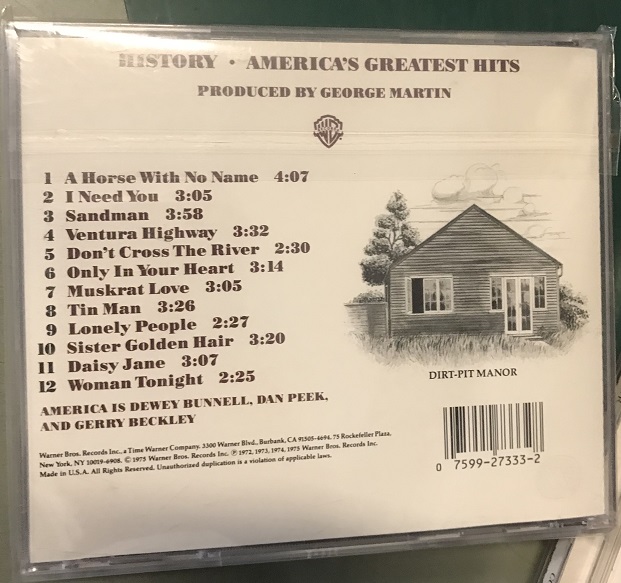 HISTORY • AMERICA'S GREATEST HITS
PRODUCED BY GEORGE MARTIN
1 A Horse With No Name 4:07
2 I Need You 3:05
3 Sandman 3:58
4 Ventura Highway 3:32
5 Don't Cross The River 2:30
6 Only In Your Heart 3:14
7 Muskrat Love 3:05
8 Tin Man 3:26
9 Lonely People 2:27
10 Sister Golden Hair 3:20
11 Daisy Jane 3:07
12 Woman Tonight 2:25
AMERICA IS DEWEY BUNNELL, DAN PEEK,
AND GERRY BECKLEY
DIRT-PIT MANOR
Warner Bros. Records Inc., a Time Warner Company. 3300 Warner Blvd., Burbank, CA 91505-4694. 75 Rockefeller Plaza,
New York, NY 10019-6908. ©1975 Warner Bros. Records Inc. ℗ 1972, 1973, 1974, 1975 Warner Bros. Records Inc.
Made in U.S.A. All Rights Reserved. Unauthorized duplication is a violation of applicable laws.
0 7599-27333-2